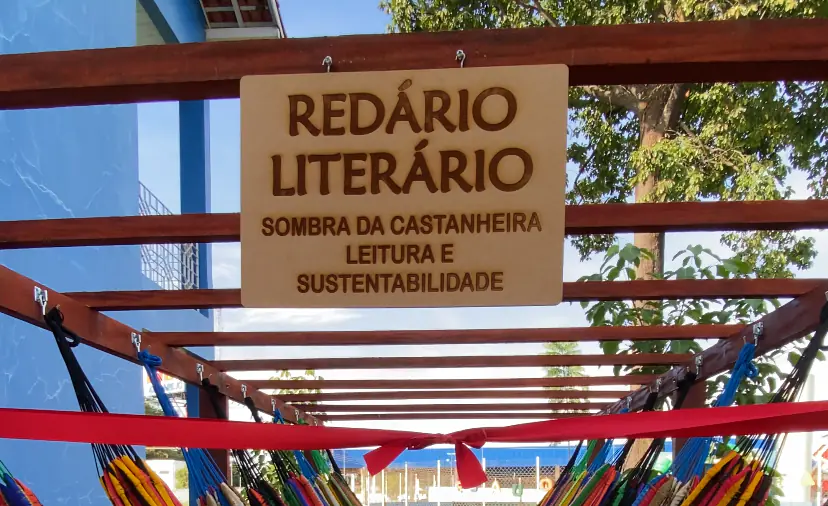 REDÁRIO
LITERÁRIO
SOMBRA DA CASTANHEIRA
LEITURA E
SUSTENTABILIDADE